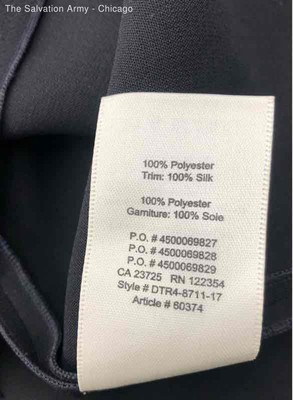 The Salvation Army - Chicago
100% Polyester
Trim: 100% Silk
100% Polyester
Garniture: 100% Soie
P.O. # 4500069827
P.O. # 4500069828
P.O. # 4500069829
CA 23725 RN 122354
Style # DTR4-8711-17
Article # 60374